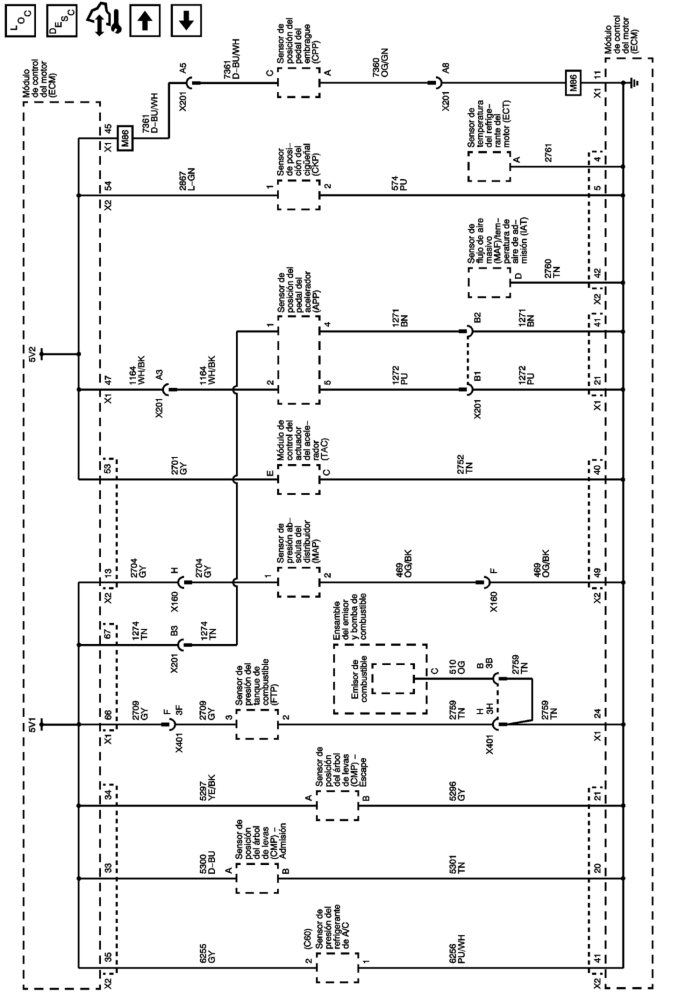 LOC
DESC
Módulo
de control
del motor
(ECM)
5V1
5V2
X2
35
33
34
X1
66
67
X2
13
53
X1
47
X2
54
X1
45
M86
6255
GY
5300
D–BU
5297
YE/BK
2709
GY
F
3F
X401
2709
GY
1274
TN
B3
X201
1274
TN
2704
GY
H
X160
2704
GY
2701
GY
1164
WH/BK
A3
X201
1164
WH/BK
2867
L–GN
7361
D–BU/WH
A5
X201
7361
D–BU/WH
2
(C60)
Sensor de
presión del
refrigerante
de A/C
1
A
Sensor de
posición
del árbol
de levas
(CMP) –
Admisión
B
A
Sensor de
posición
del árbol
de levas
(CMP) –
Escape
B
3
Sensor de
presión del
tanque de
combustible
(FTP)
2
Ensamble
del emisor
y bomba de
combustible
Emisor de
combustible
C
1
Sensor de
presión ab–
soluta del
distribuidor
(MAP)
2
E
Módulo de
control del
actuador
del acele–
rador
(TAC)
C
2
1
Sensor de
posición del
pedal del
acelerador
(APP)
5
4
1
Sensor
de posi–
ción del
cigüeñal
(CKP)
2
C
Sensor de
posición del
pedal del
embrague
(CPP)
A
Sensor de
flujo de aire
masivo
(MAF)/tem–
peratura de
aire de ad–
misión (IAT)
D
Sensor de
temperatura
del refrige–
rante del
motor (ECT)
A
6256
PU/WH
5301
TN
5296
GY
2759
TN
H
3H
X401
510
OG
B
3B
2759
TN
2759
TN
469
OG/BK
F
X160
469
OG/BK
2752
TN
1272
PU
B1
X201
1272
PU
1271
BN
B2
1271
BN
2760
TN
574
PU
2761
7360
OG/GN
A8
X201
M86
X2
41
20
21
X1
24
X2
49
40
X1
21
41
X2
42
5
4
X1
11
Módulo
de control
del motor
(ECM)